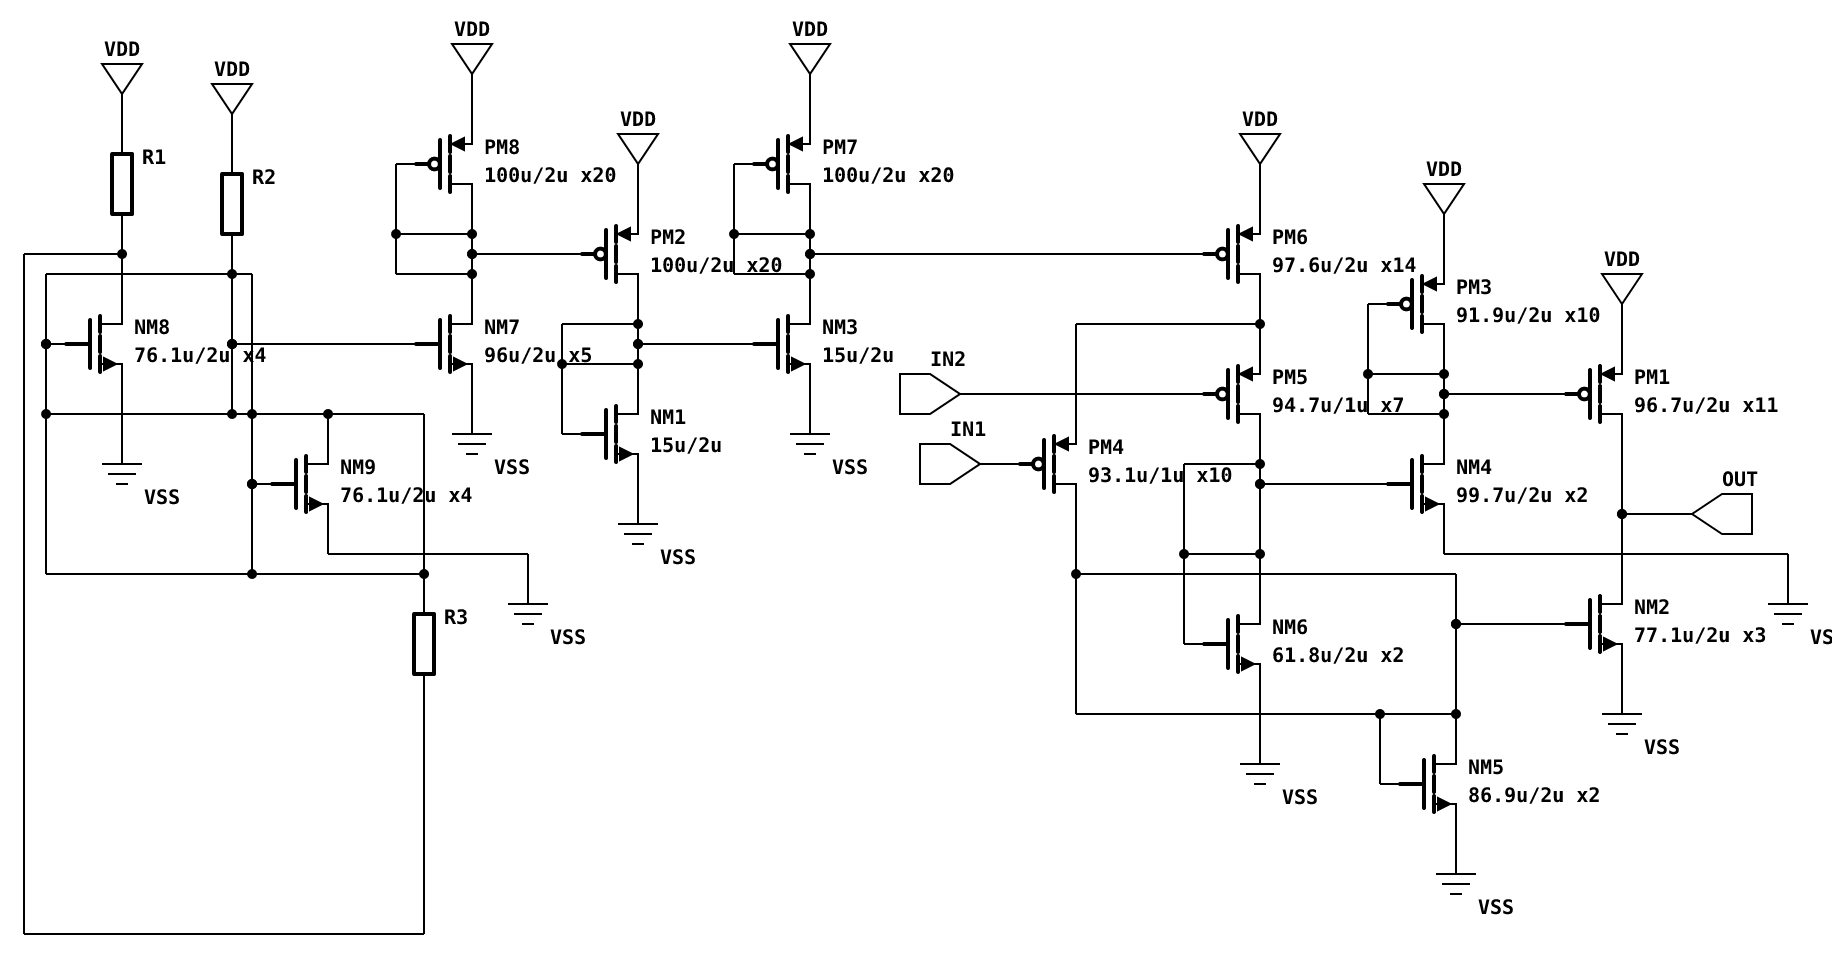 VDD
VDD
VDD
VDD
VDD
VDD
VDD
VDD
R1
R2
PM8
100u/2u x20
PM2
100u/2u x20
PM7
100u/2u x20
PM6
97.6u/2u x14
PM3
91.9u/2u x10
NM8
76.1u/2u x4
NM7
96u/2u x5
NM3
15u/2u
IN2
PM5
94.7u/1u x7
PM1
96.7u/2u x11
NM1
15u/2u
IN1
PM4
93.1u/1u x10
NM9
76.1u/2u x4
NM4
99.7u/2u x2
OUT
VSS
VSS
VSS
VSS
VSS
R3
NM6
61.8u/2u x2
NM2
77.1u/2u x3
VS
VSS
VSS
NM5
86.9u/2u x2
VSS